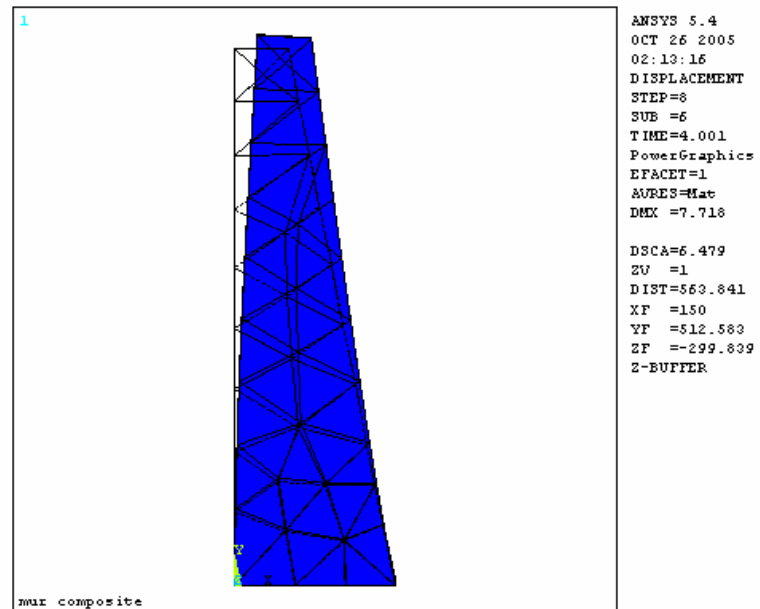 1
ANSYS 5.4
OCT 26 2005
02:13:16
DISPLACEMENT
STEP=8
SUB =6
TIME=4.001
PowerGraphics
EFACET=1
AVRES=Mat
DMX =7.718
DSCA=6.479
ZV =1
DIST=563.841
XF =150
YF =512.583
ZF =-299.839
Z-BUFFER
Y
Z X
mur composite